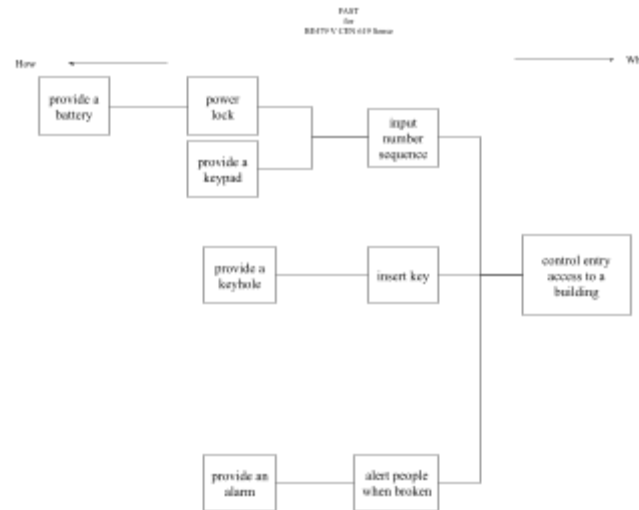 FAST
for
How
provide a
battery
power
lock
provide a
keypad
input
number
sequence
provide a
keyhole
insert key
control entry
access to a
building
provide an
alarm
alert people
when broken